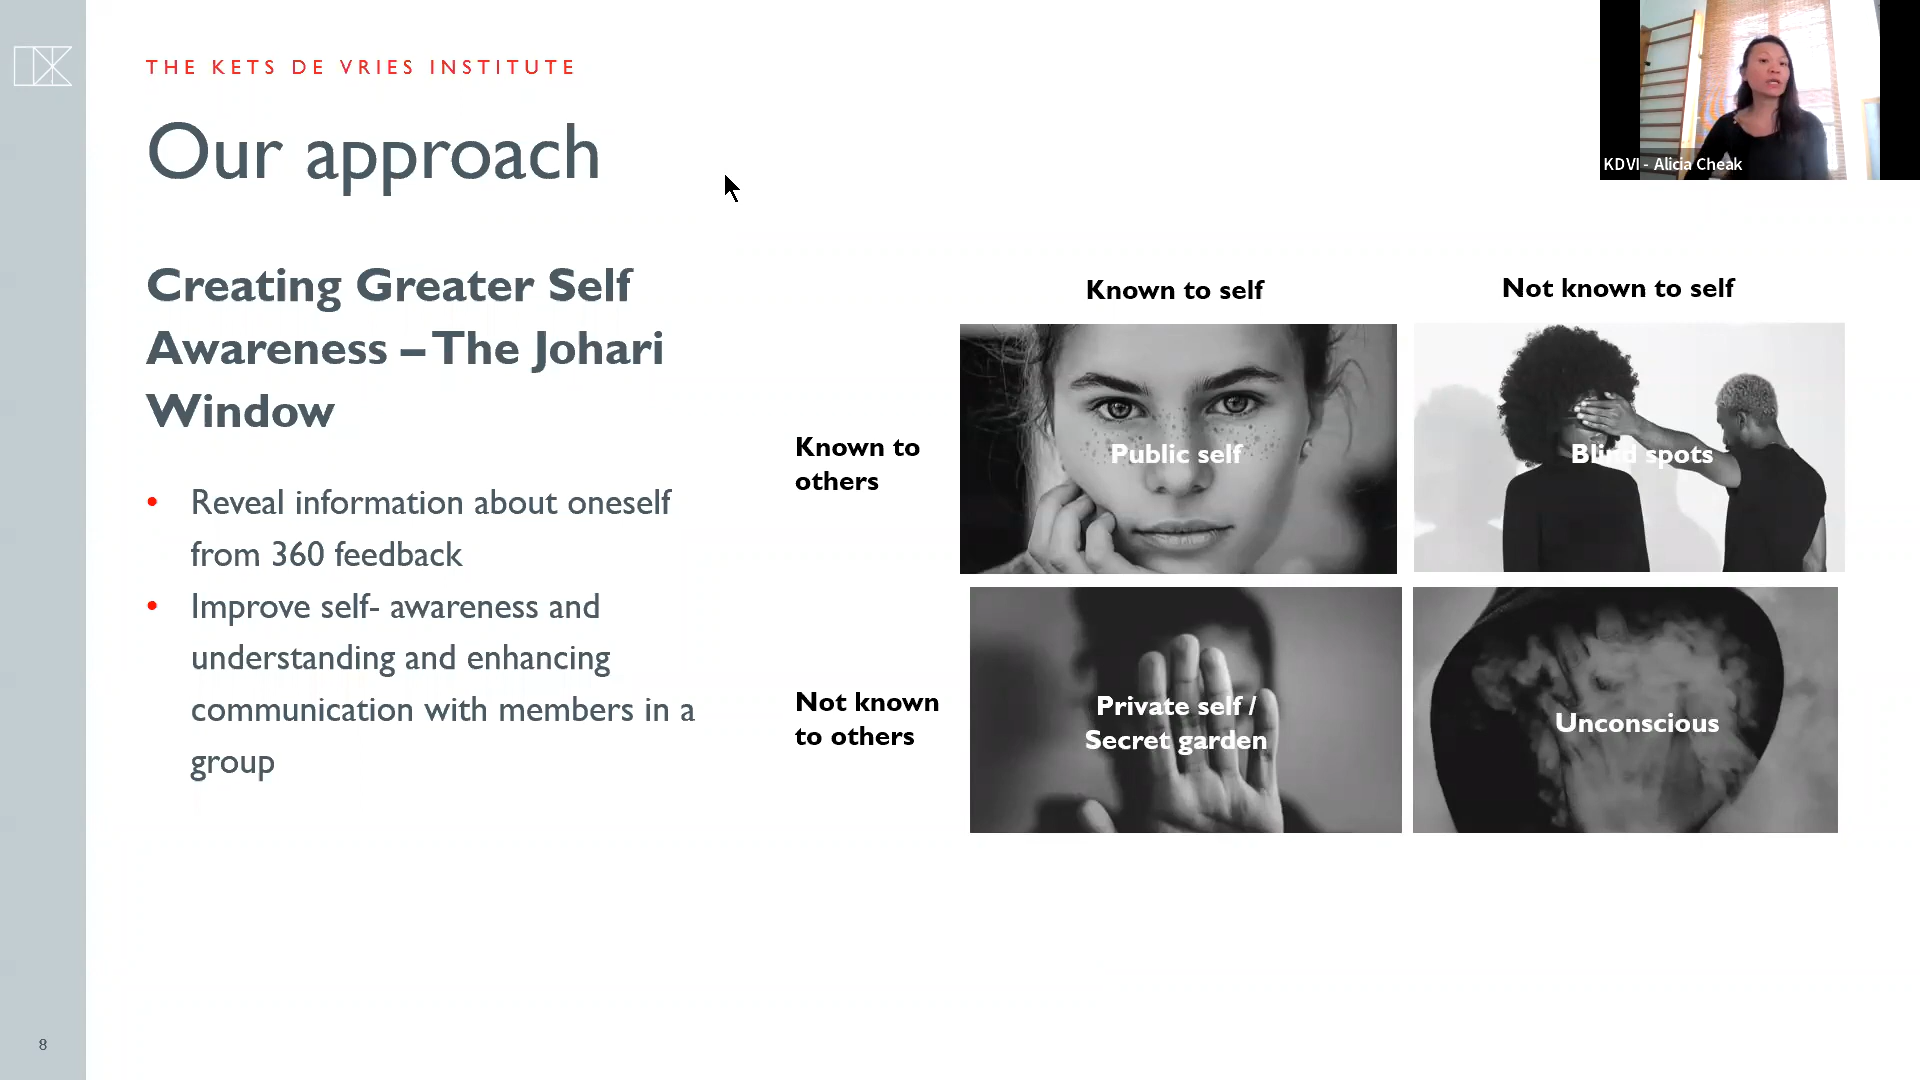 THE KETS DE VRIES INSTITUTE
Our approach
KDVI - Alicia Cheak
Creating Greater Self
Awareness – The Johari
Window
• Reveal information about oneself
from 360 feedback
• Improve self- awareness and
understanding and enhancing
communication with members in a
group
Known to self
Not known to self
Known to
others
Public self
Blind spots
Not known
to others
Private self /
Secret garden
Unconscious
8